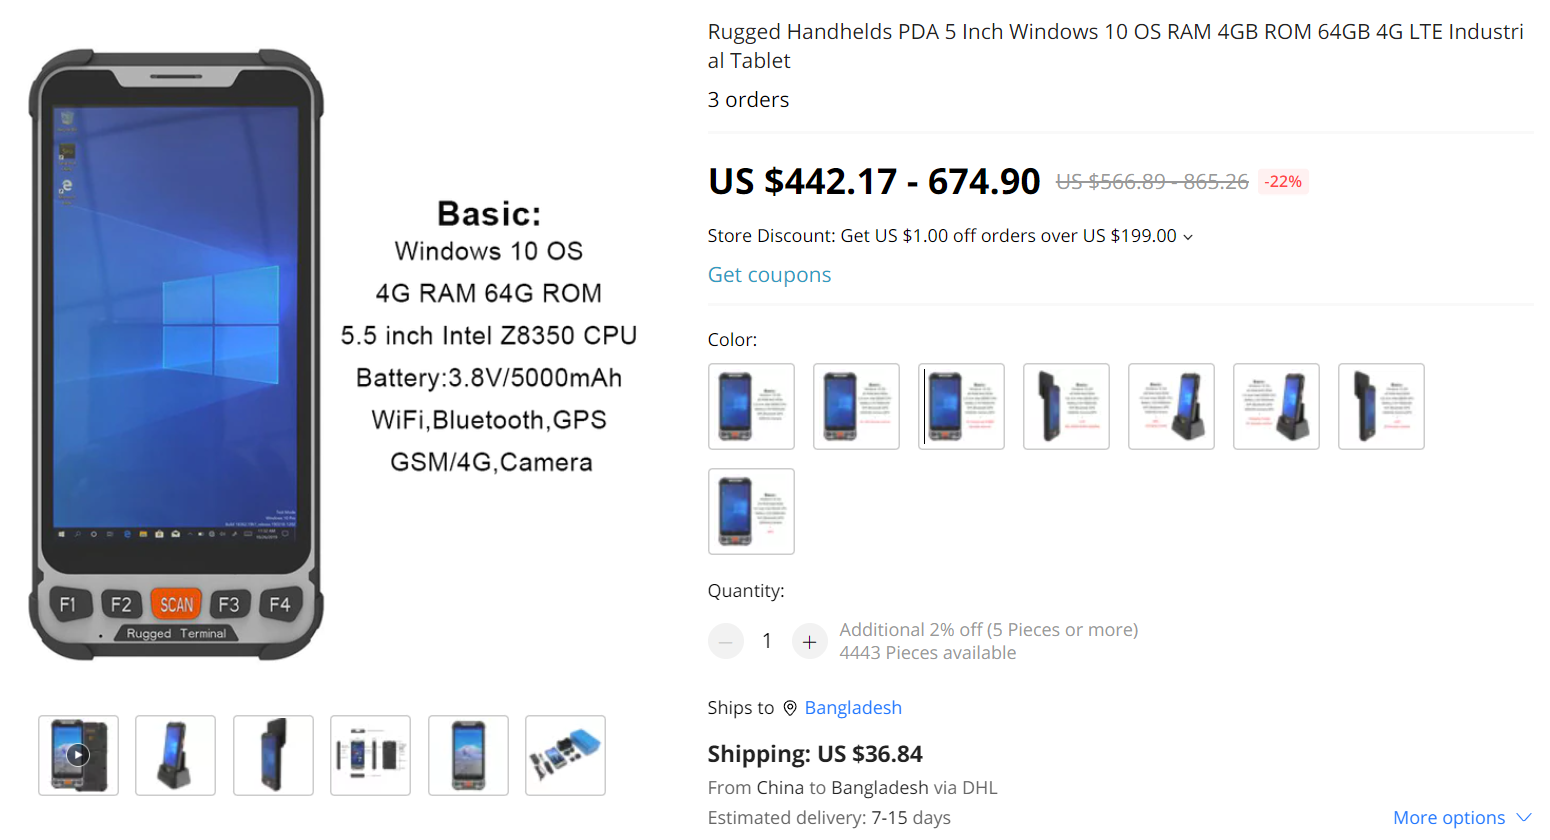 Rugged Handhelds PDA 5 Inch Windows 10 OS RAM 4GB ROM 64GB 4G LTE Industri
al Tablet
3 orders
US $442.17 - 674.90 US $566.89 - 865.26 -22%
Store Discount: Get US $1.00 off orders over US $199.00
Get coupons
Color:
Quantity:
1
Additional 2% off (5 Pieces or more)
4443 Pieces available
Ships to Bangladesh
Shipping: US $36.84
From China to Bangladesh via DHL
Estimated delivery: 7-15 days
More options
Basic:
Windows 10 OS
4G RAM 64G ROM
5.5 inch Intel Z8350 CPU
Battery:3.8V/5000mAh
WiFi,Bluetooth,GPS
GSM/4G,Camera
F1 F2 SCAN F3 F4
Rugged Terminal